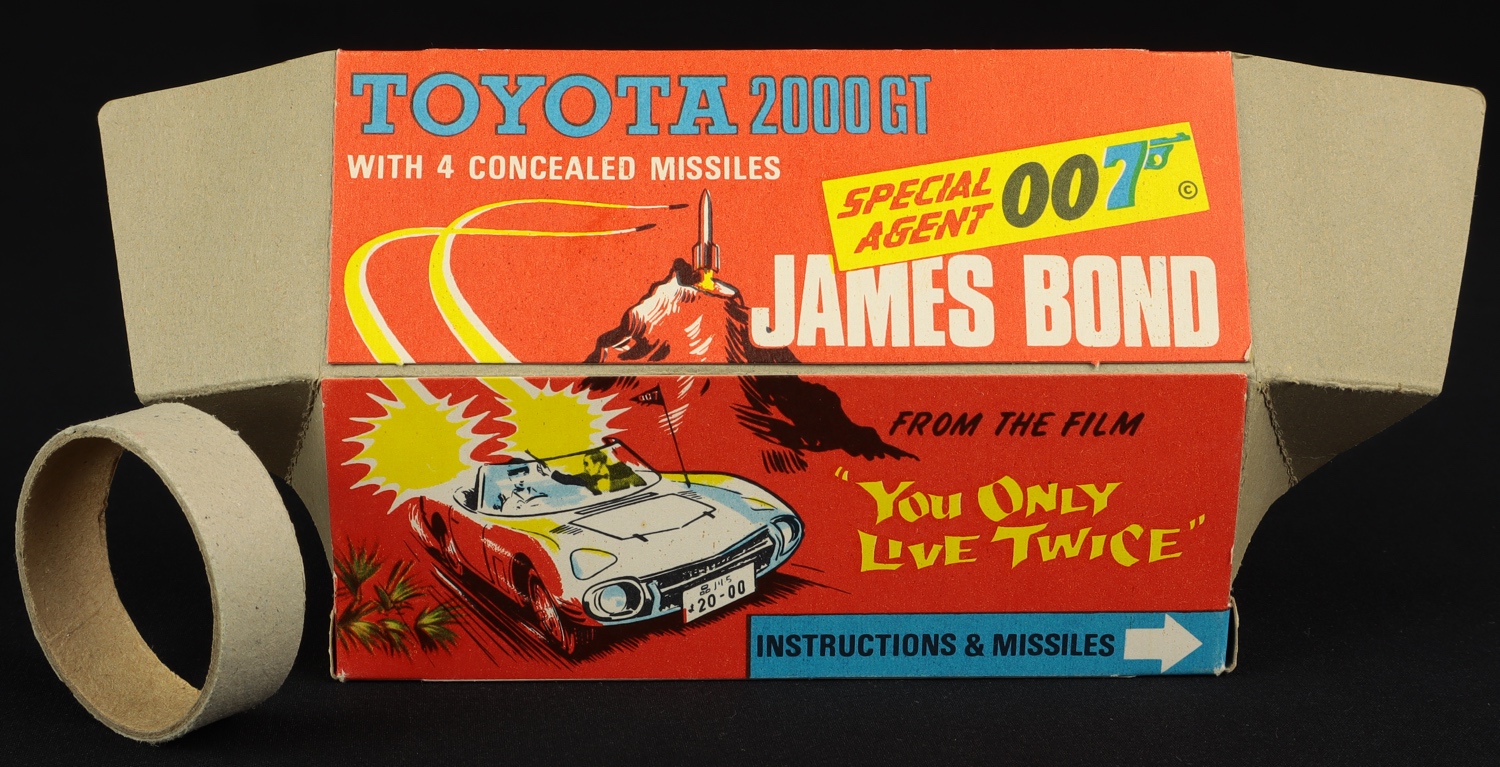 TOYOTA 2000 GT
WITH 4 CONCEALED MISSILES
SPECIAL
AGENT 007
©
JAMES BOND
007
FROM THE FILM
"YOU ONLY
LIVE TWICE"
20-00
INSTRUCTIONS & MISSILES